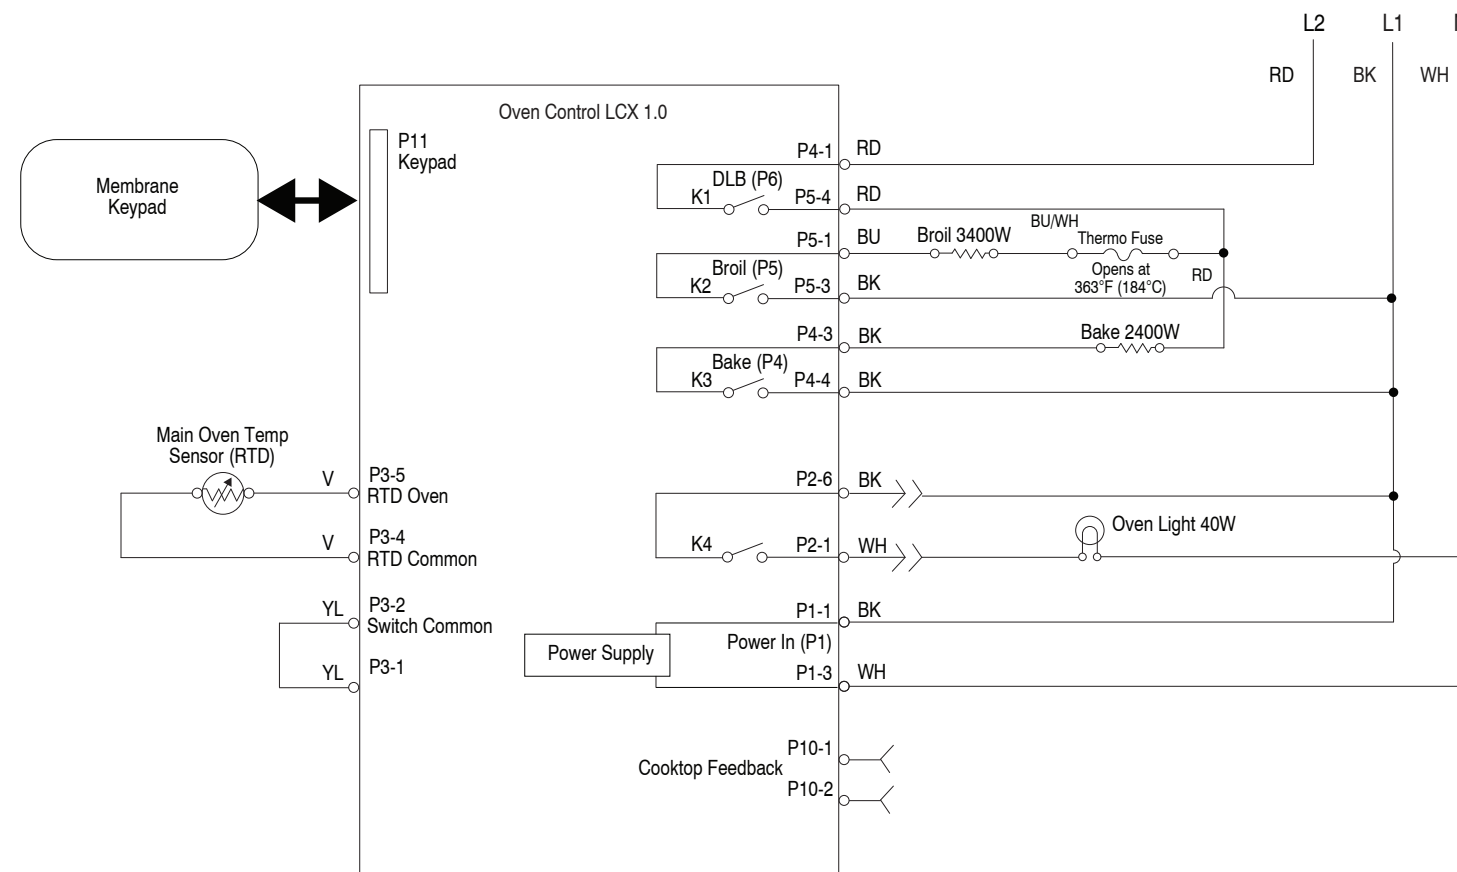 L2 L1
RD BK WH
Oven Control LCX 1.0
P11
Keypad
Membrane
Keypad
P4-1 RD
DLB (P6)
K1 P5-4 RD
BU/WH
P5-1 BU Broil 3400W Thermo Fuse
Broil (P5) Opens at
K2 P5-3 BK 363°F (184°C) RD
P4-3 BK Bake 2400W
Bake (P4)
K3 P4-4 BK
Main Oven Temp
Sensor (RTD)
V P3-5
RTD Oven
P2-6 BK
Oven Light 40W
V P3-4
RTD Common
K4 P2-1 WH
YL P3-2
Switch Common
P1-1 BK
Power In (P1)
Power Supply
YL P3-1
P1-3 WH
P10-1
Cooktop Feedback
P10-2